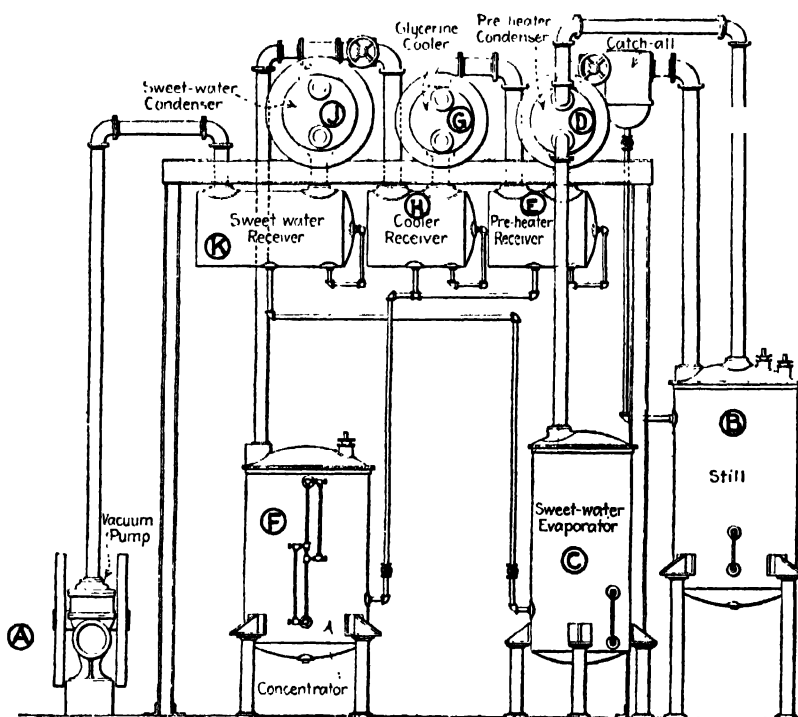 Glycerine
Cooler
Pre-heater
Condenser
Catch-all
Sweet-water
Condenser
J
G
D
H
E
Sweet water
Receiver
Cooler
Receiver
Pre-heater
Receiver
K
B
Still
F
Sweet-water
Evaporator
C
Vacuum
Pump
A
Concentrator